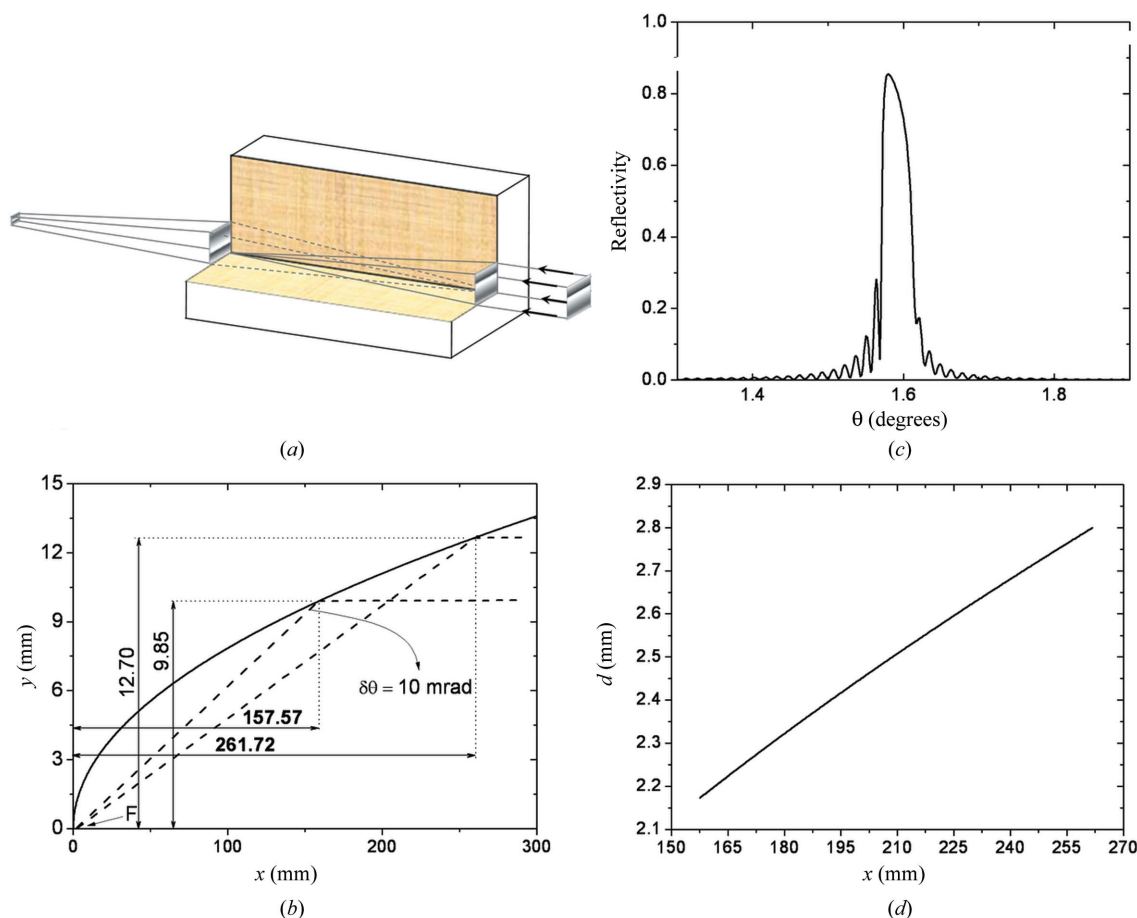 (a)
1.0
0.8
0.6
0.4
0.2
0.0
Reflectivity
1.4
1.6
1.8
θ (degrees)
(c)
15
12
9
6
3
0
y (mm)
12.70
9.85
δθ = 10 mrad
157.57
261.72
F
0
100
200
300
x (mm)
(b)
2.9
2.8
2.7
2.6
2.5
2.4
2.3
2.2
2.1
d (mm)
150 165 180 195 210 225 240 255 270
x (mm)
(d)